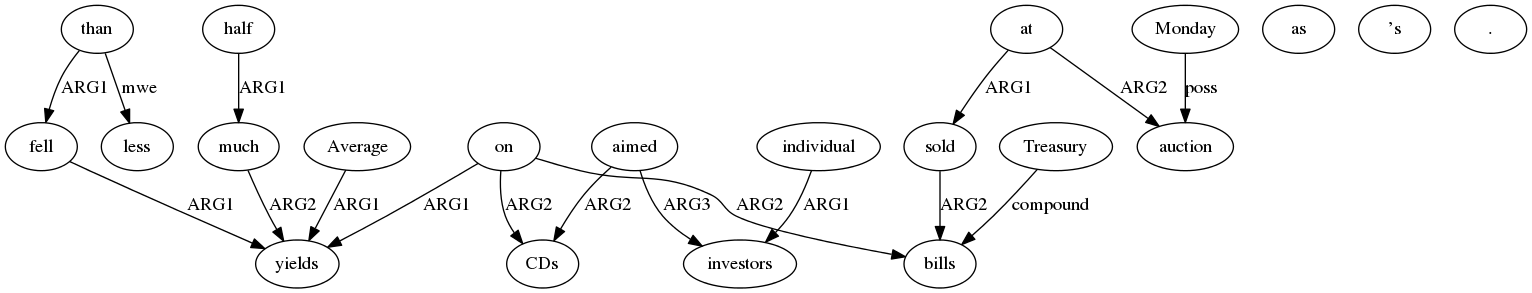 than half at Monday as 's .
ARG1 mwe ARG1 ARG1 ARG2 poss
fell less much Average on aimed individual sold Treasury auction
ARG1 ARG2 ARG1 ARG1 ARG2 ARG2 ARG3 ARG1 ARG2 ARG2 compound
yields CDs investors bills